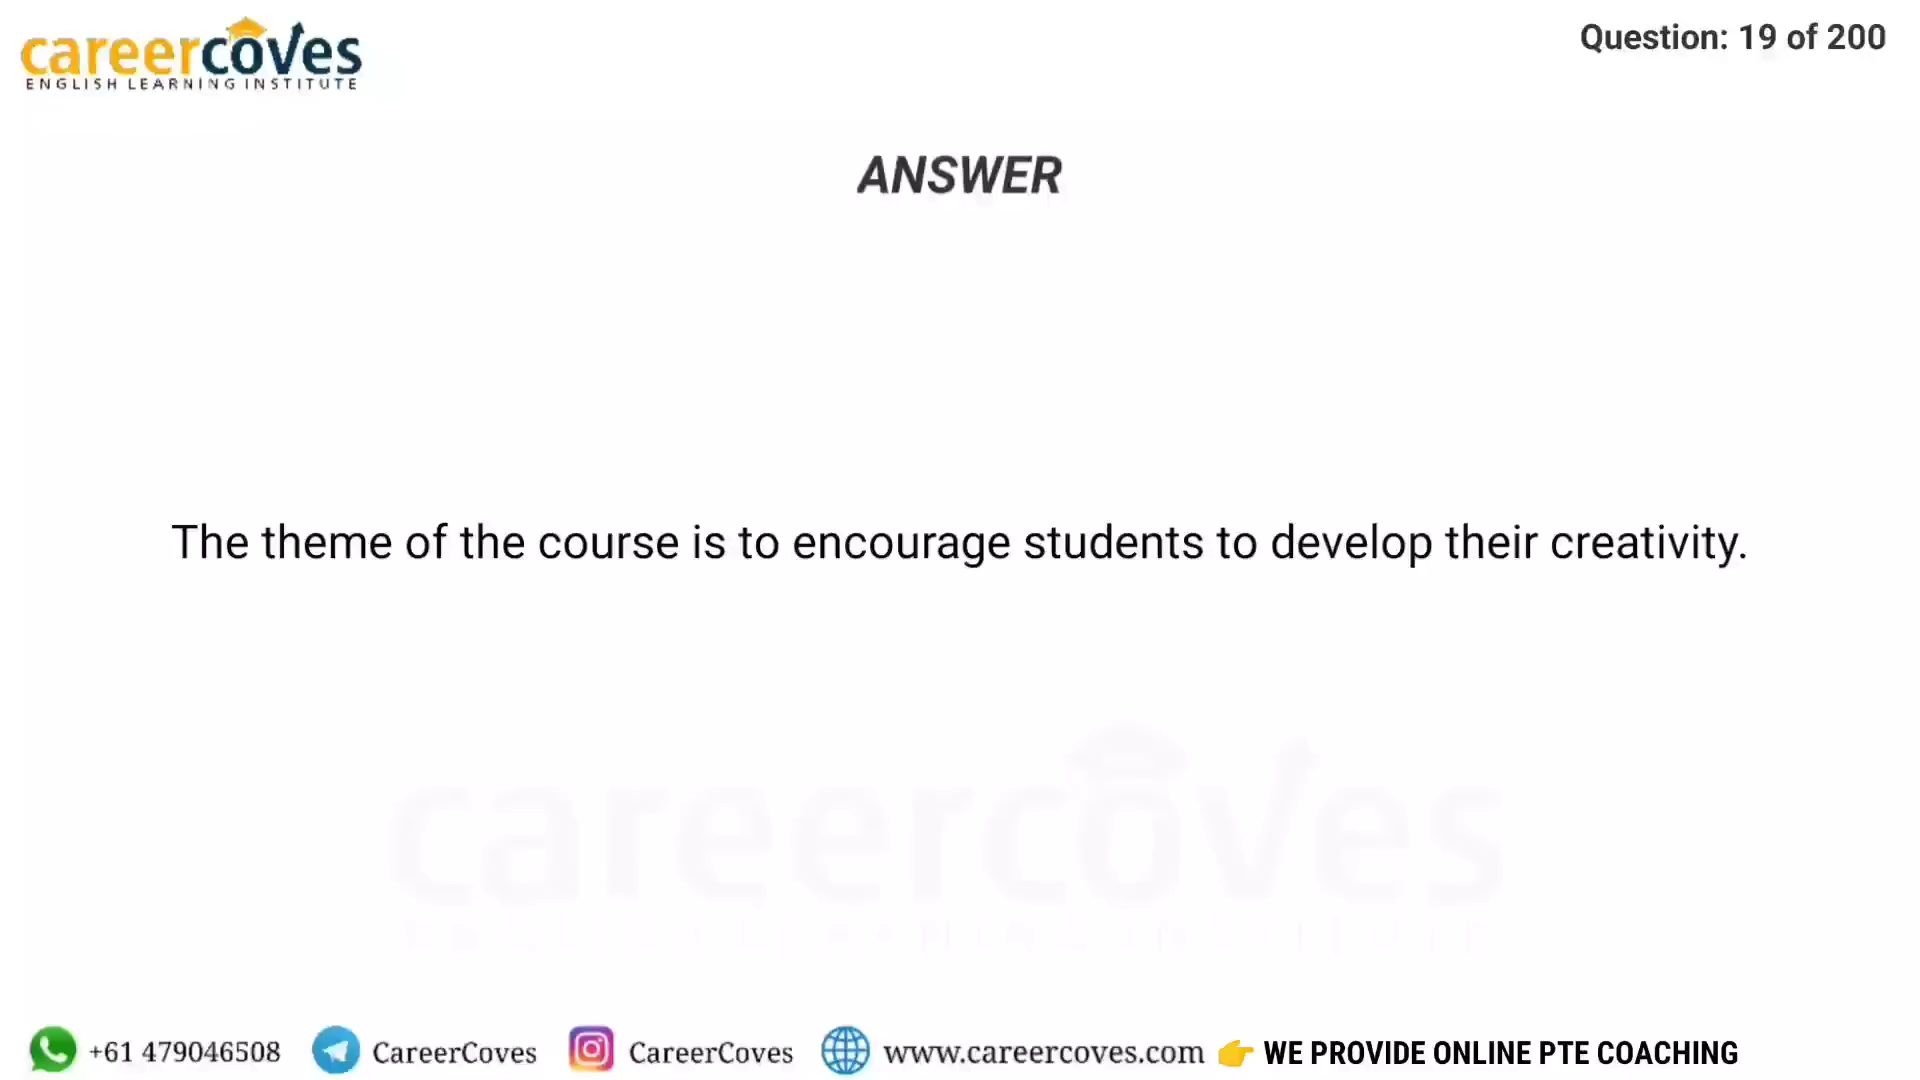 careercoves
ENGLISH LEARNING INSTITUTE
Question: 19 of 200
ANSWER
The theme of the course is to encourage students to develop their creativity.
careercoves
+61 479046508 CareerCoves CareerCoves www.careercoves.com 👉 WE PROVIDE ONLINE PTE COACHING